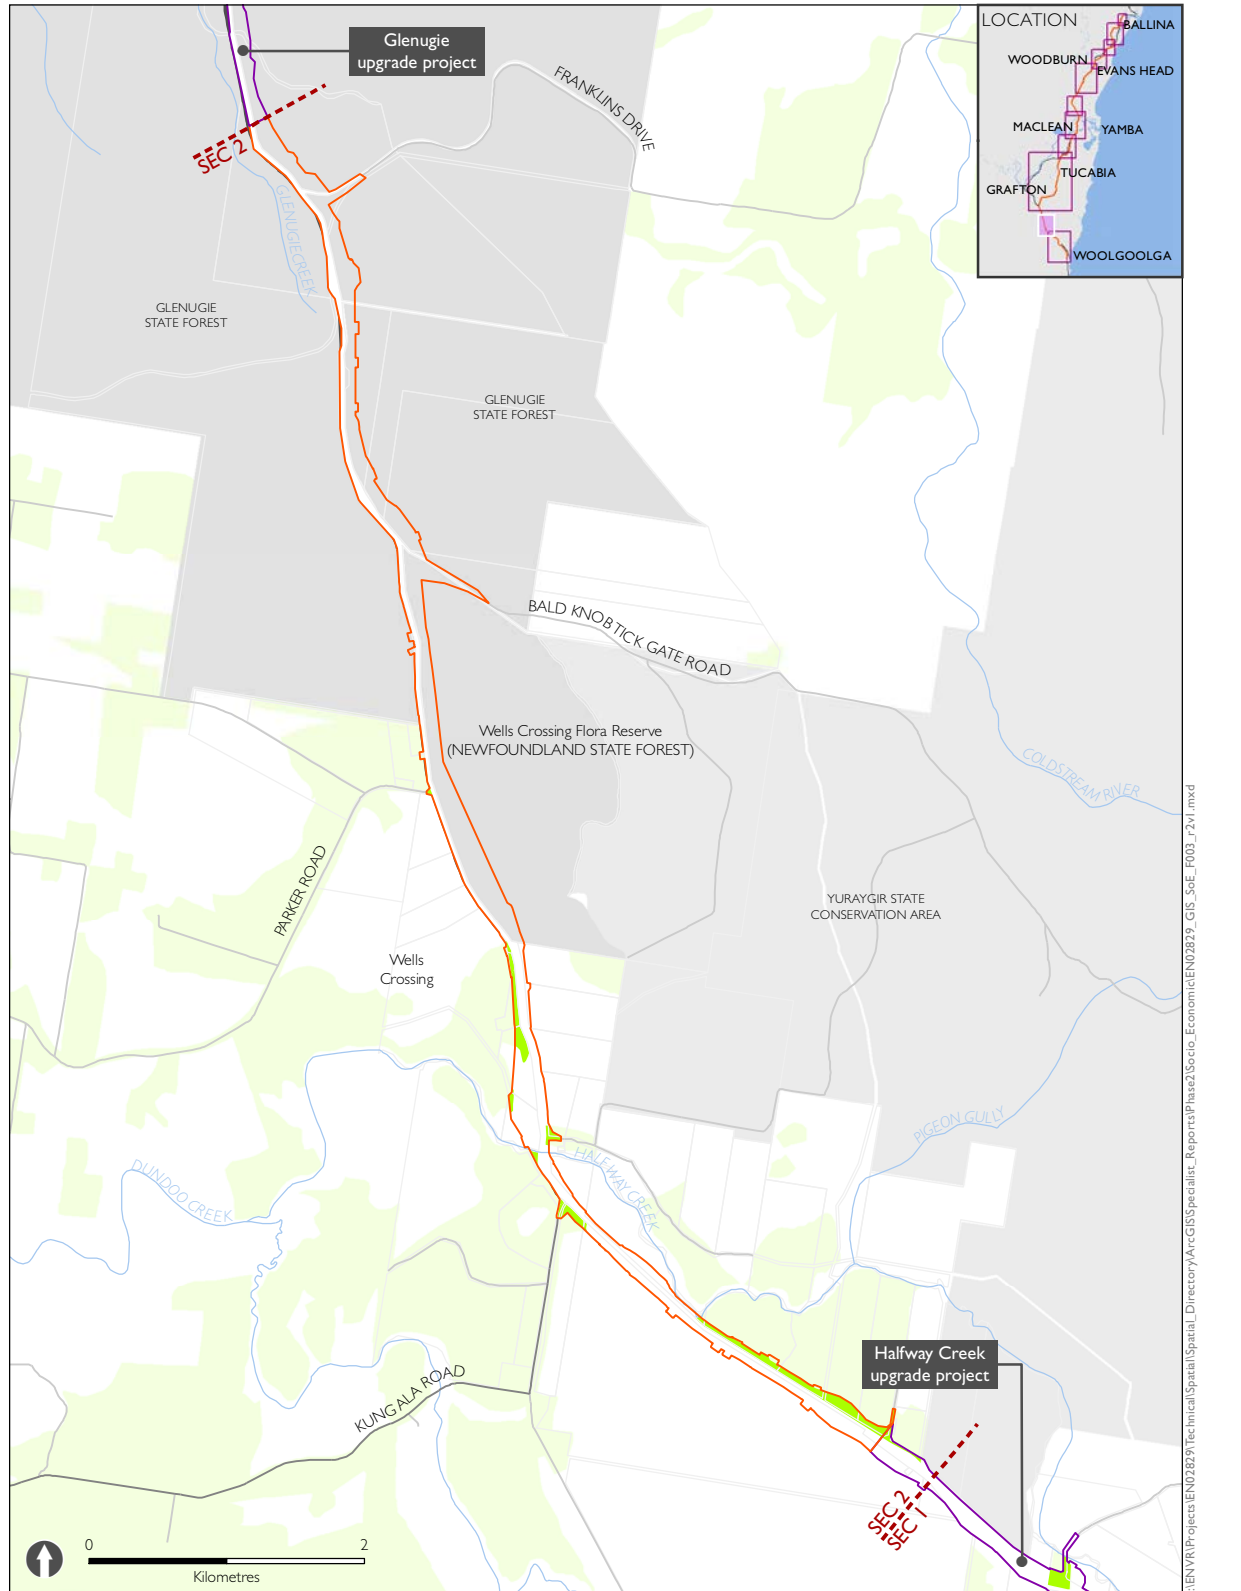 Glenugie
upgrade project
LOCATION
BALLINA
WOODBURN
EVANS HEAD
MACLEAN
YAMBA
TUCABIA
GRAFTON
WOOLGOOLGA
FRANKLINS DRIVE
SEC 2
GLENUGIE CREEK
GLENUGIE
STATE FOREST
GLENUGIE
STATE FOREST
BALD KNOB TICK GATE ROAD
Wells Crossing Flora Reserve
(NEWFOUNDLAND STATE FOREST)
COLDSTREAM RIVER
PARKER ROAD
YURAYGIR STATE
CONSERVATION AREA
Wells
Crossing
PIGEON GULLY
HALFWAY CREEK
DUNDOO CREEK
Halfway Creek
upgrade project
KUNGALA ROAD
SEC 2
SEC 1
0 2
Kilometres
:\ENVR\Projects\EN02829\Technical\Spatial\Spatial_Directory\ArcGIS\Specialist_Reports\Phase2\Socio_Economic\EN02829_GIS_SoE_F003_r2v1.mxd